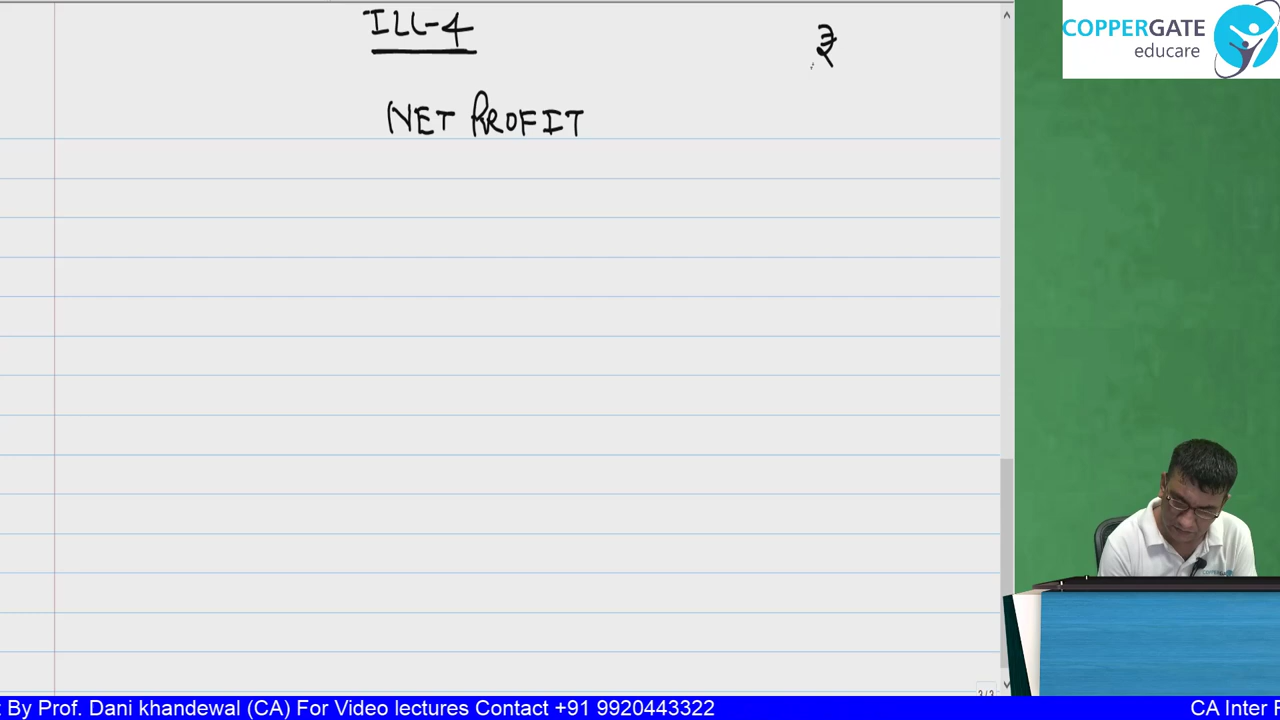 ILL-4
₹
NET PROFIT
COPPERGATE
educare
t By Prof. Dani khandewal (CA) For Video lectures Contact +91 9920443322
CA Inter F